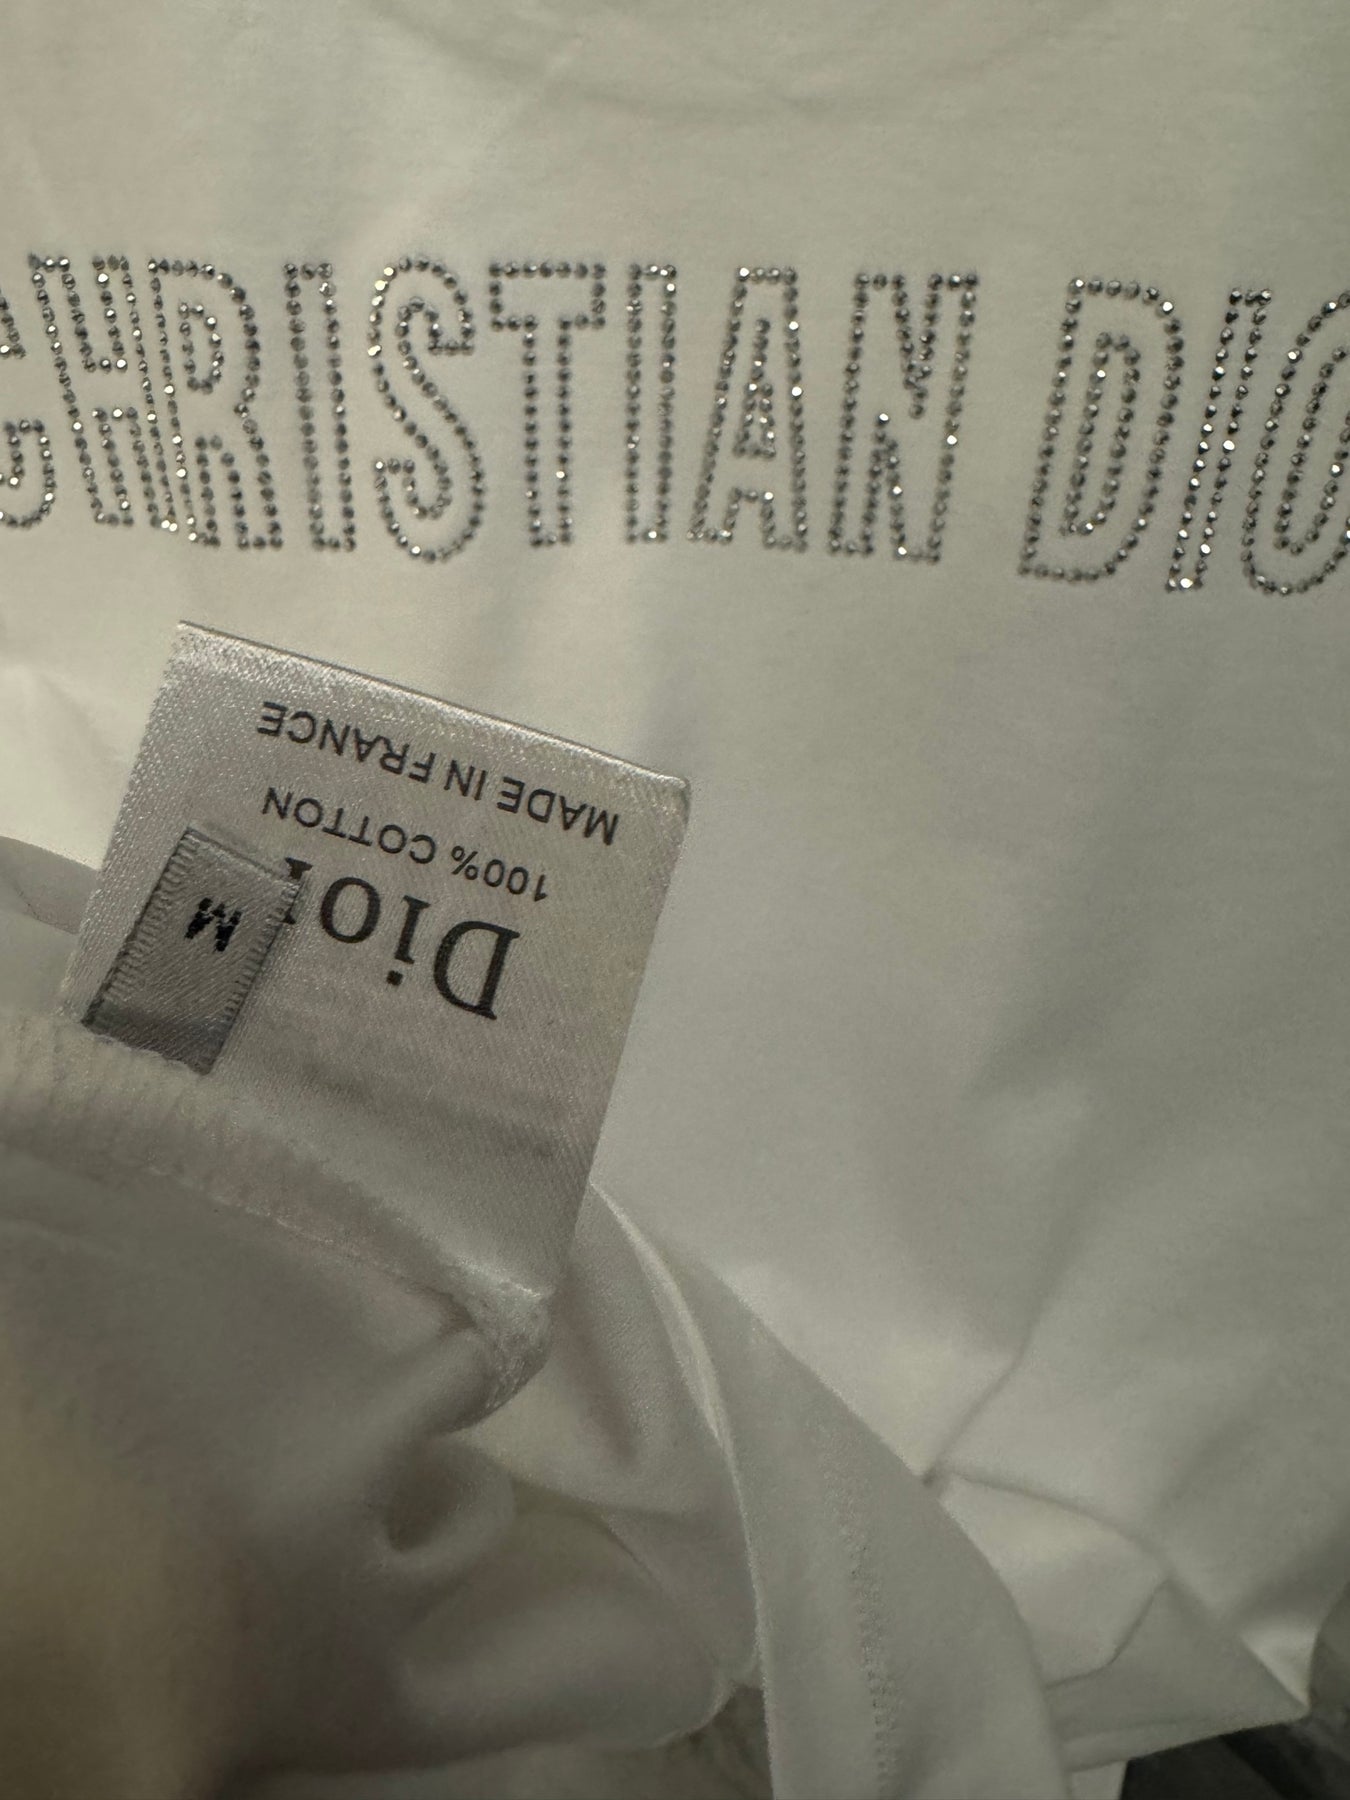 CHRISTIAN DIO
Dior
100% COTTON
MADE IN FRANCE
M